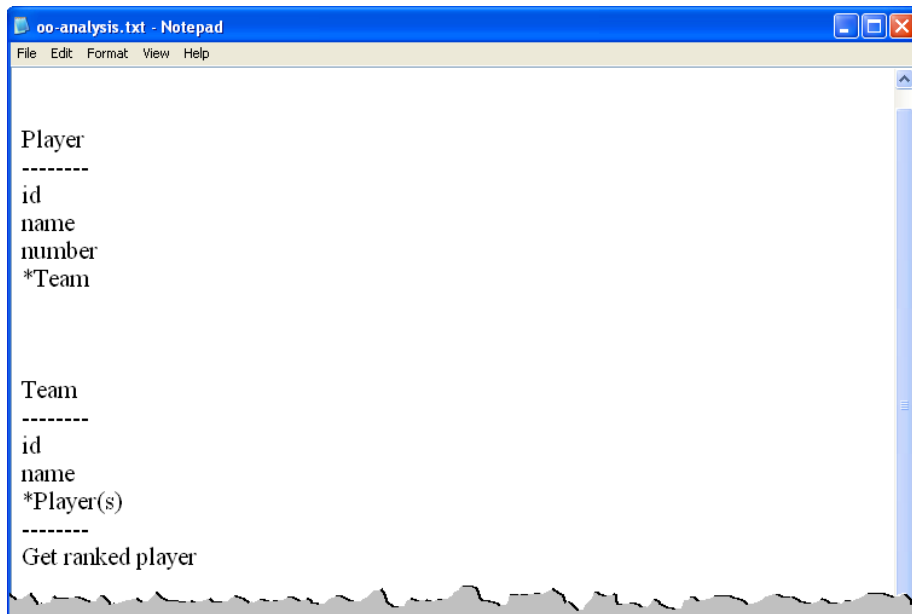 oo-analysis.txt - Notepad
File Edit Format View Help
Player
--------
id
name
number
*Team
Team
--------
id
name
*Player(s)
--------
Get ranked player